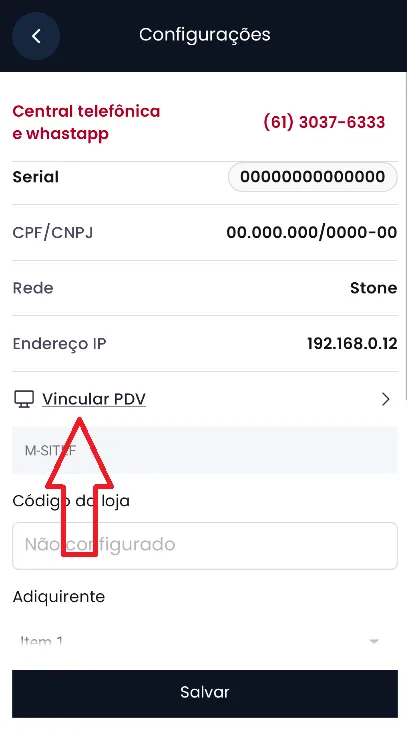 Configurações
Central telefônica
e whastapp
(61) 3037-6333
Serial
00000000000000
CPF/CNPJ
00.000.000/0000-00
Rede
Stone
Endereço IP
192.168.0.12
Vincular PDV
M-SITEF
Código da loja
Não configurado
Adiquirente
Item 1
Salvar